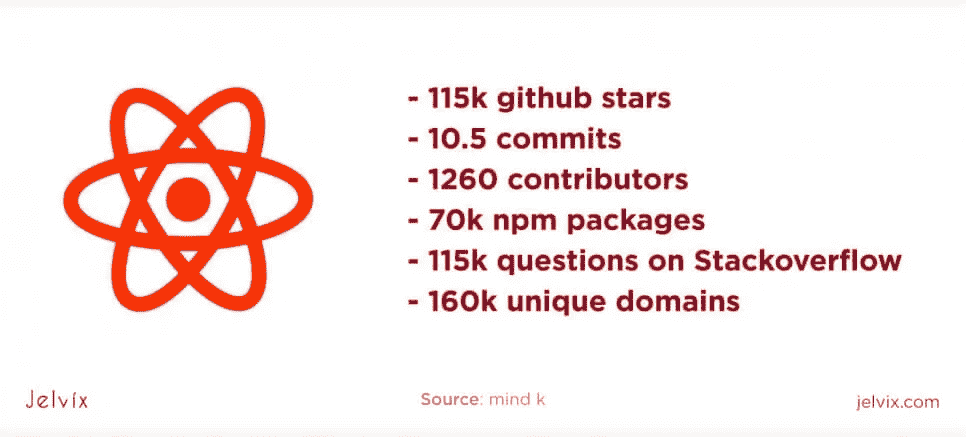 - 115k github stars
- 10.5 commits
- 1260 contributors
- 70k npm packages
- 115k questions on Stackoverflow
- 160k unique domains
Jelvix
Source: mind k
jelvix.com